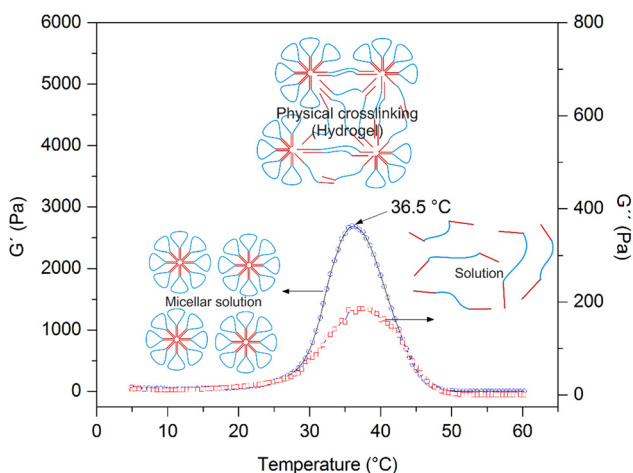 6000
5000
4000
3000
2000
1000
0
G´ (Pa)
800
600
400
200
0
G´´ (Pa)
Physical crosslinking
(Hydrogel)
36.5 °C
Micellar solution
Solution
0 10 20 30 40 50 60
Temperature (°C)